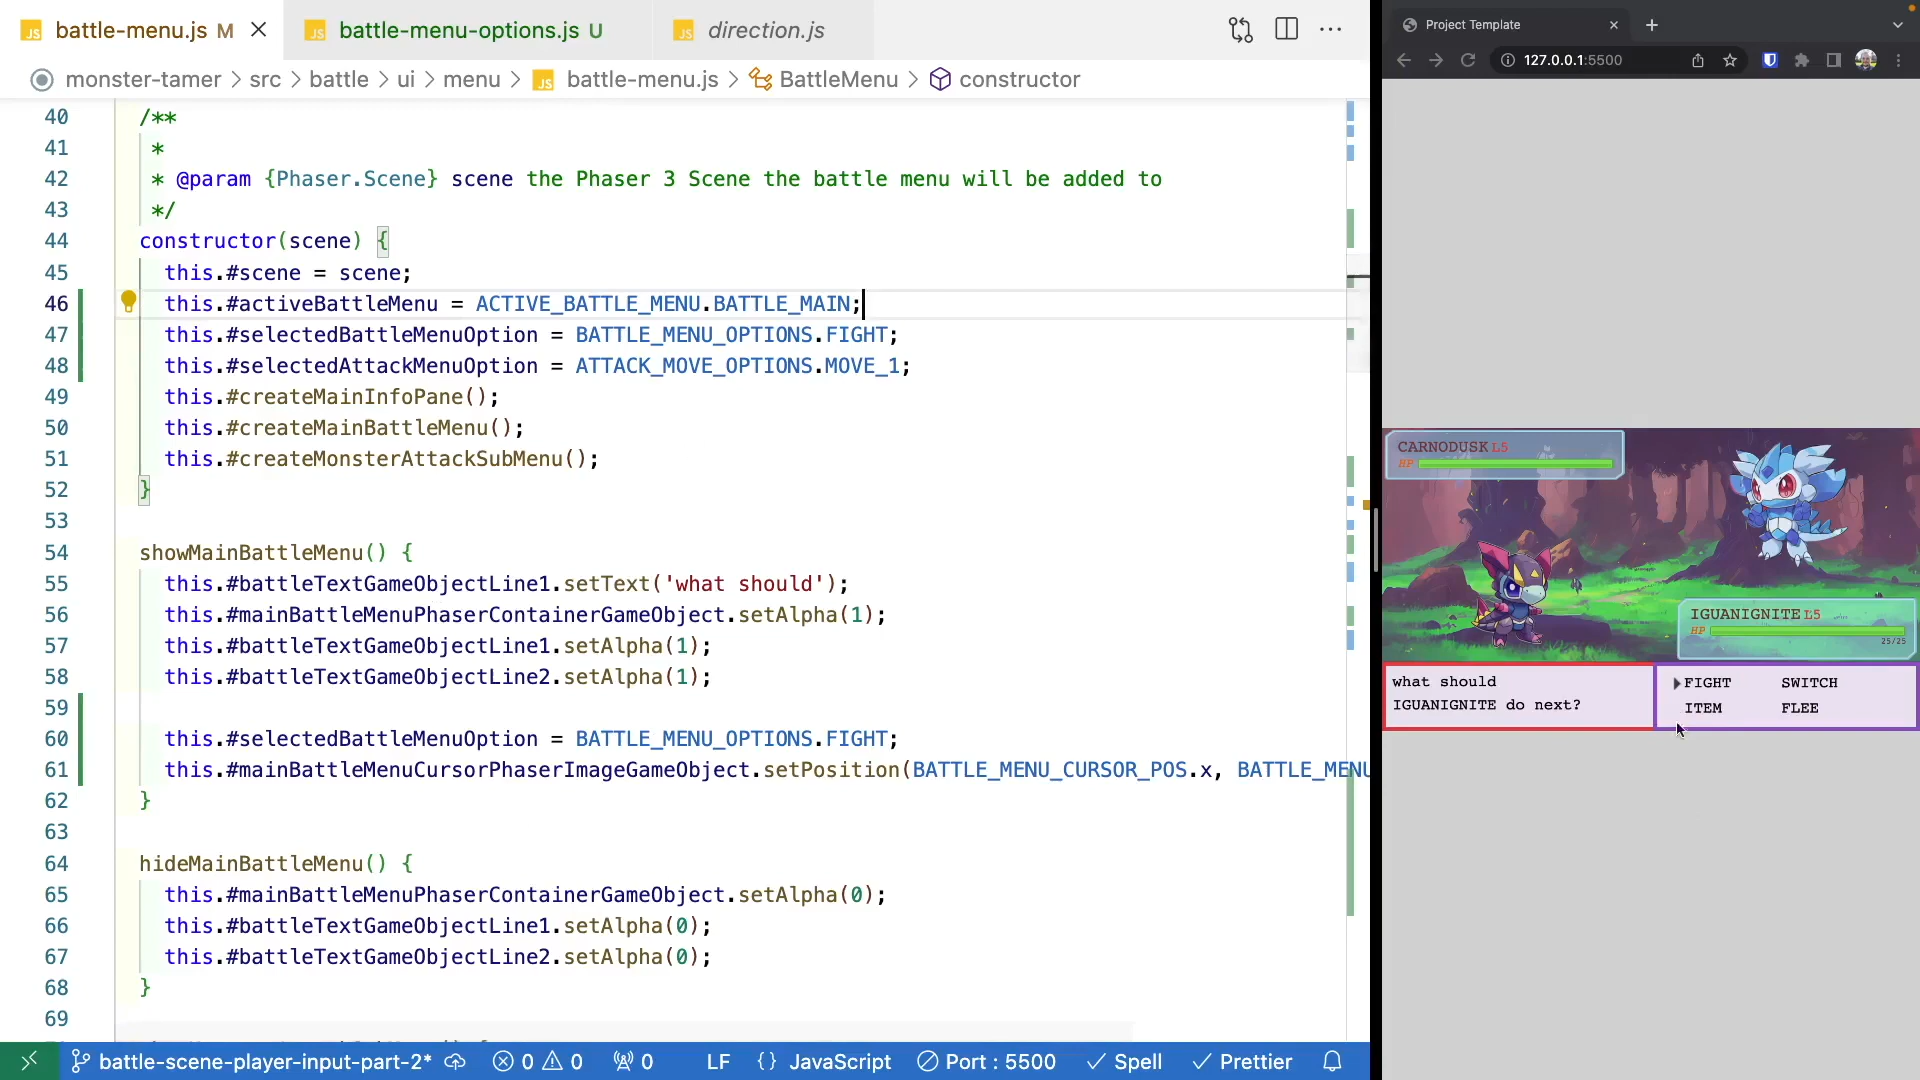 battle-menu.js M
battle-menu-options.js U
direction.js
monster-tamer > src > battle > ui > menu > JS battle-menu.js > BattleMenu > constructor
40 /**
41 *
42 * @param {Phaser.Scene} scene the Phaser 3 Scene the battle menu will be added to
43 */
44 constructor(scene) {
45 this.#scene = scene;
46 this.#activeBattleMenu = ACTIVE_BATTLE_MENU.BATTLE_MAIN;
47 this.#selectedBattleMenuOption = BATTLE_MENU_OPTIONS.FIGHT;
48 this.#selectedAttackMenuOption = ATTACK_MOVE_OPTIONS.MOVE_1;
49 this.#createMainInfoPane();
50 this.#createMainBattleMenu();
51 this.#createMonsterAttackSubMenu();
52 }
53
54 showMainBattleMenu() {
55 this.#battleTextGameObjectLine1.setText('what should');
56 this.#mainBattleMenuPhaserContainerGameObject.setAlpha(1);
57 this.#battleTextGameObjectLine1.setAlpha(1);
58 this.#battleTextGameObjectLine2.setAlpha(1);
59
60 this.#selectedBattleMenuOption = BATTLE_MENU_OPTIONS.FIGHT;
61 this.#mainBattleMenuCursorPhaserImageGameObject.setPosition(BATTLE_MENU_CURSOR_POS.x, BATTLE_MENU
62 }
63
64 hideMainBattleMenu() {
65 this.#mainBattleMenuPhaserContainerGameObject.setAlpha(0);
66 this.#battleTextGameObjectLine1.setAlpha(0);
67 this.#battleTextGameObjectLine2.setAlpha(0);
68 }
69
battle-scene-player-input-part-2* 0 0 0 LF {} JavaScript Port : 5500 Spell Prettier
Project Template
127.0.0.1:5500
CARNODUSK L5
HP
IGUANIGNITE L5
HP
25/25
what should
IGUANIGNITE do next?
FIGHT SWITCH
ITEM FLEE